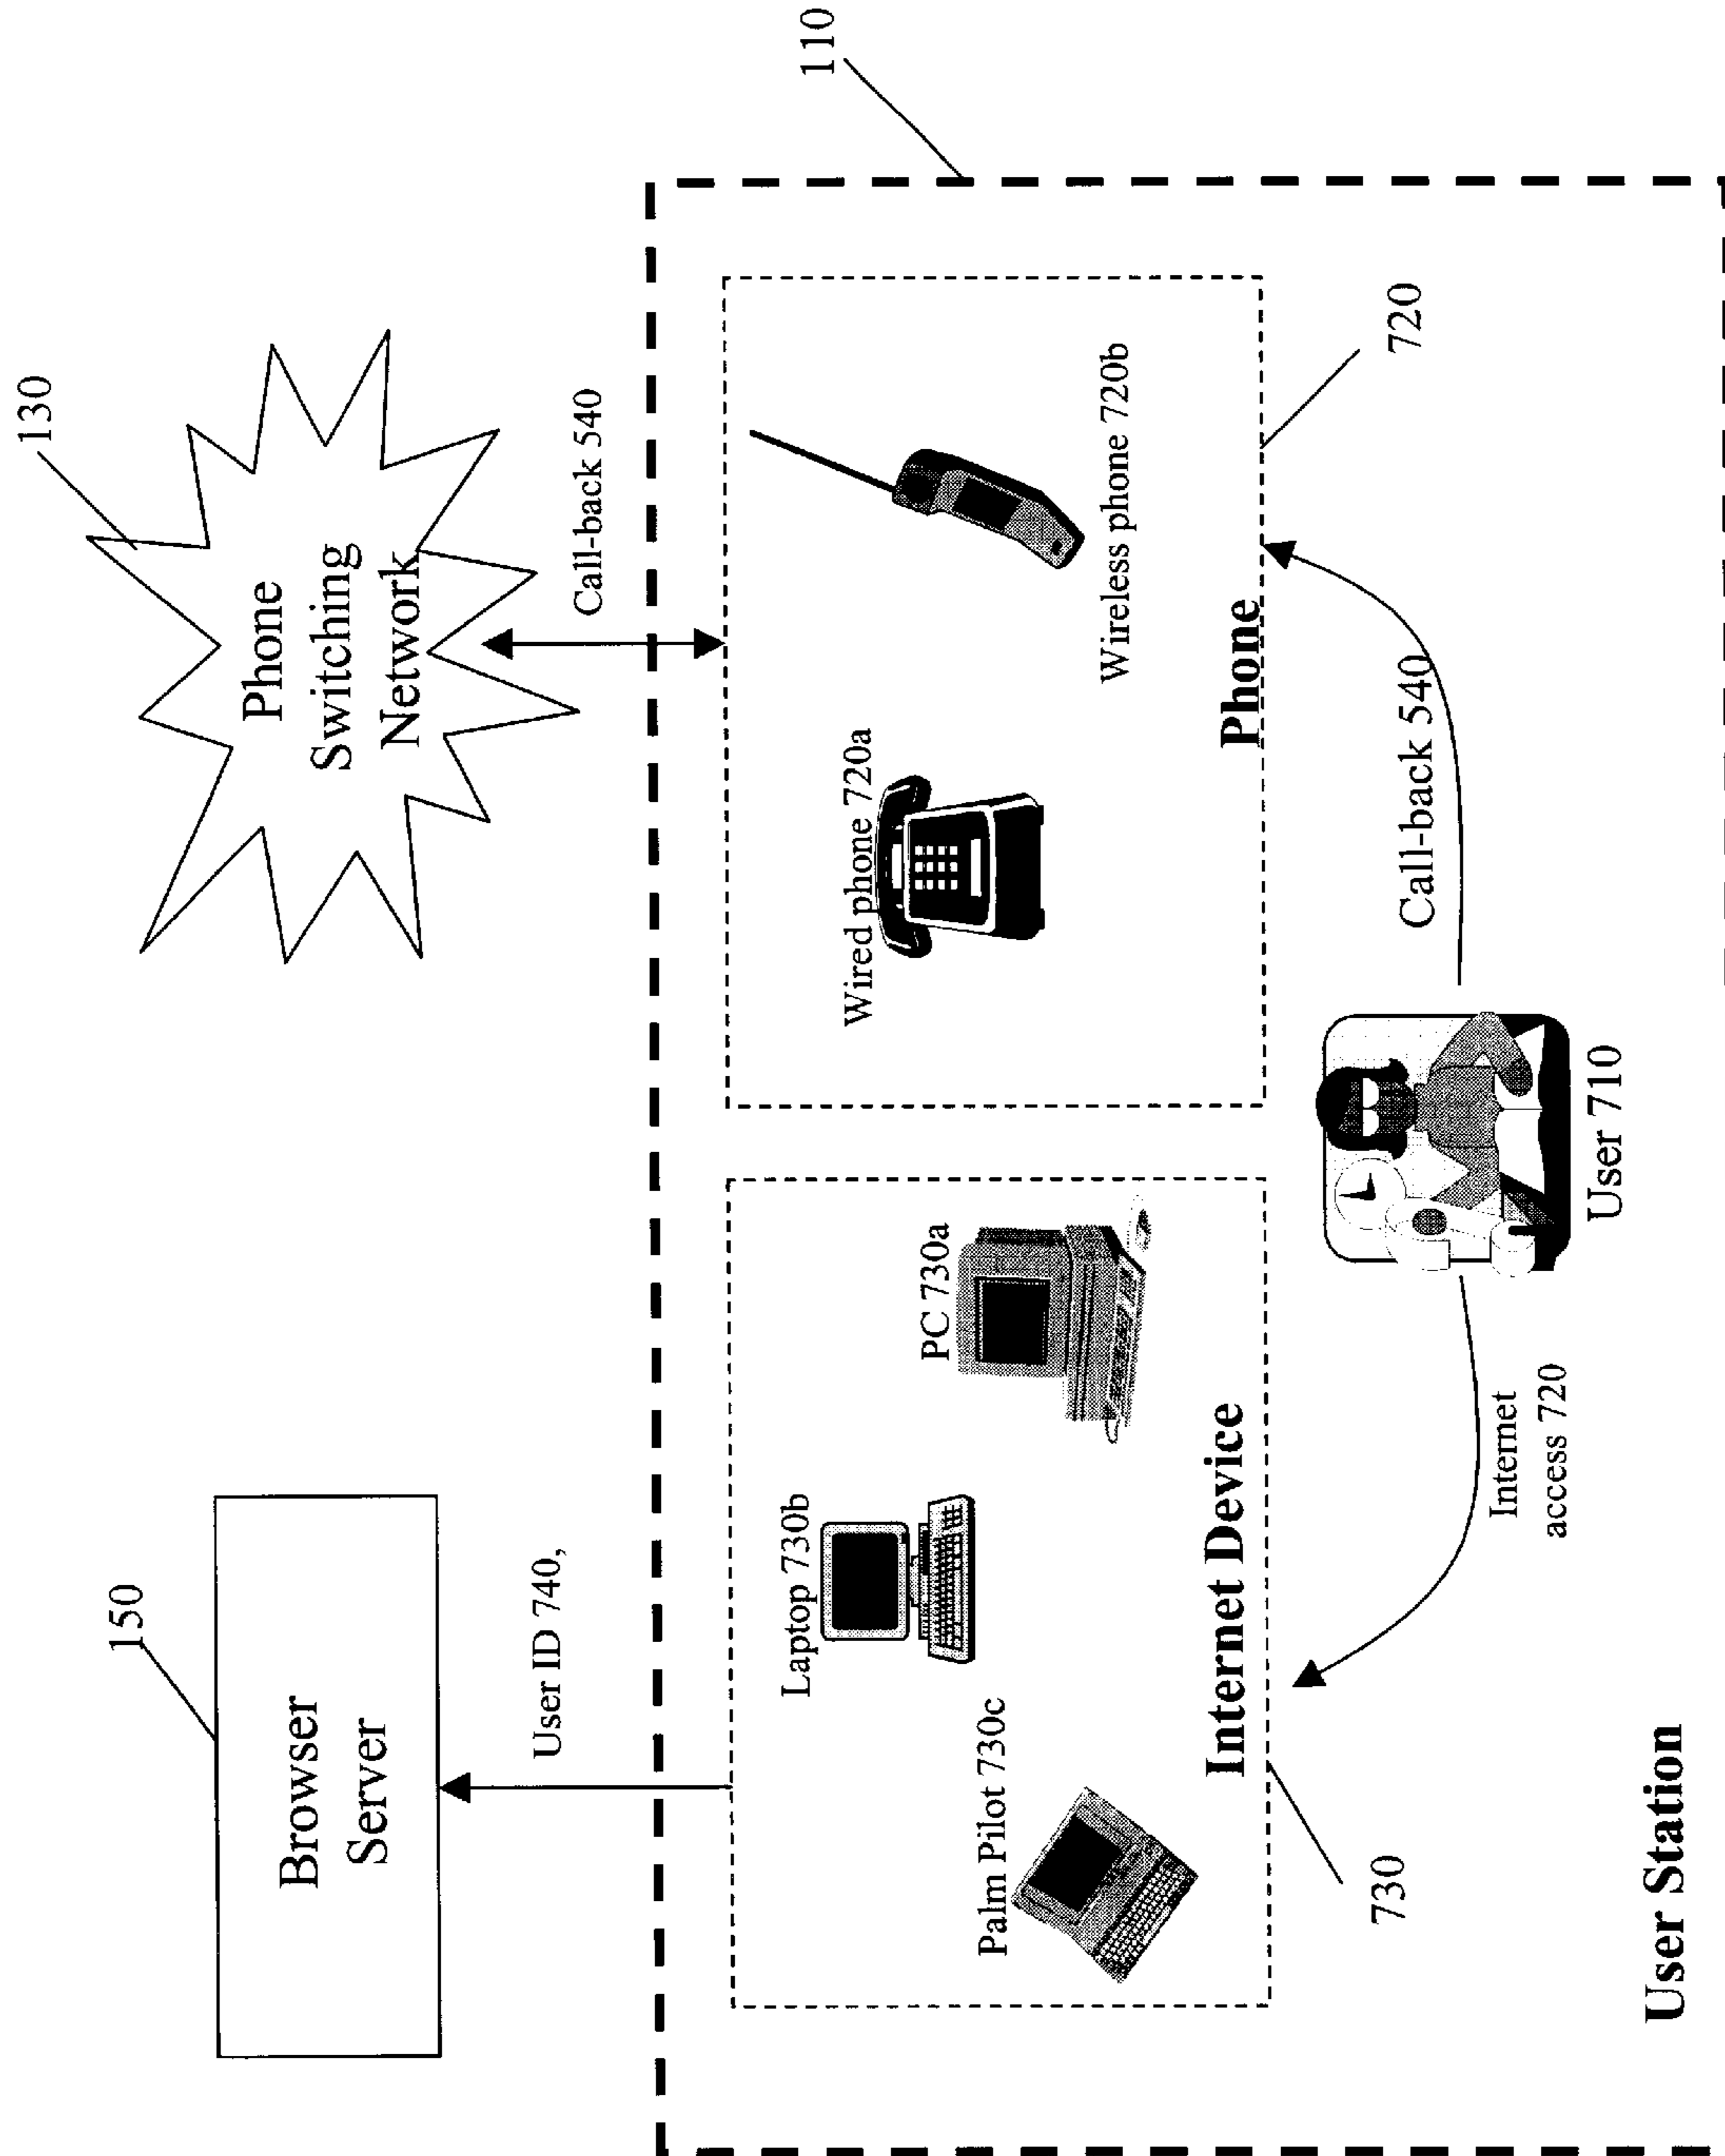 150
Browser
Server
User ID 740,
130
Phone
Switching
Network
Call-back 540
110
Palm Pilot 730c
Laptop 730b
PC 730a
Internet Device
730
Wired phone 720a
Wireless phone 720b
Phone
720
Internet
access 720
User 710
Call-back 540
User Station